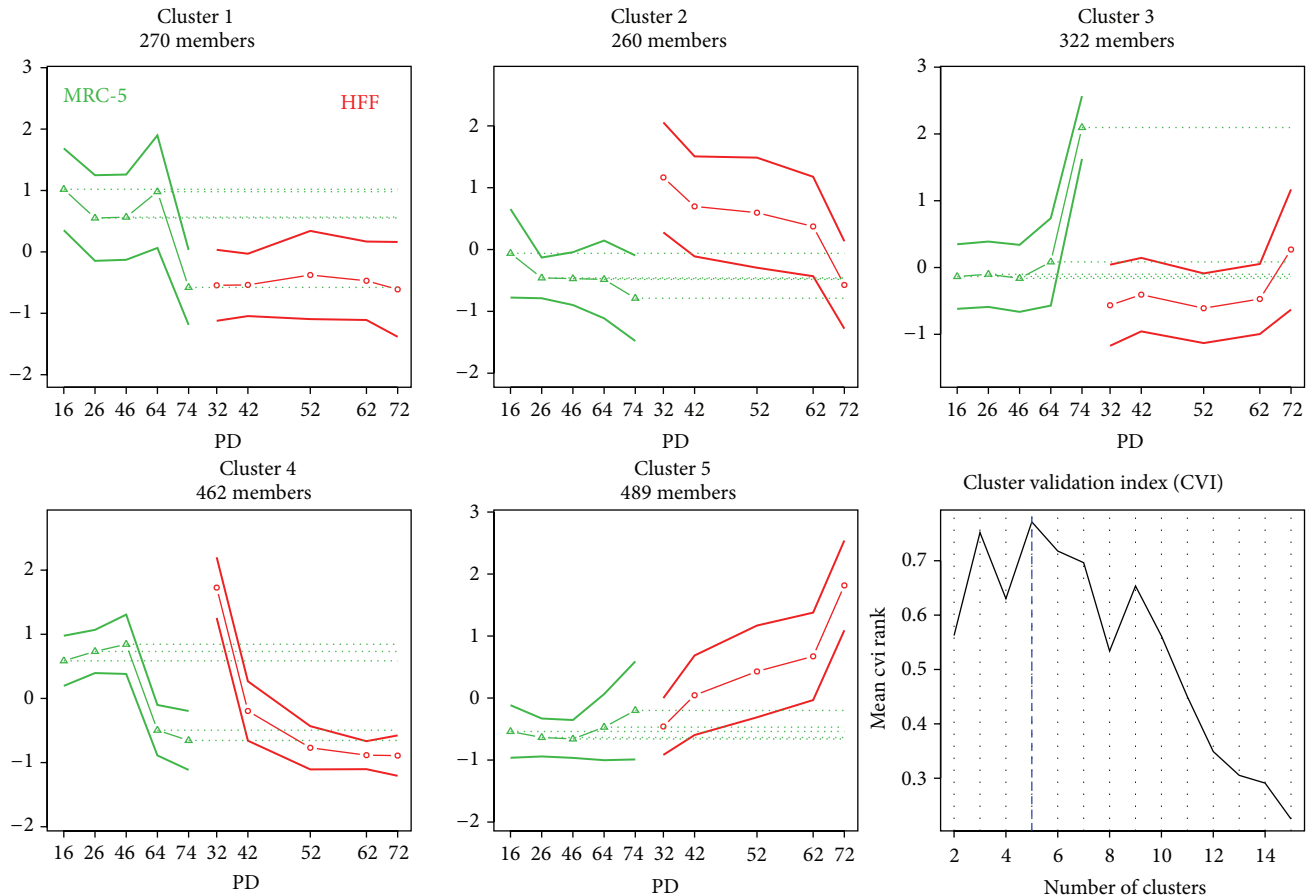 Cluster 1
270 members
MRC-5
HFF
3
2
1
0
−1
−2
16 26 46 64 74 32 42 52 62 72
PD
Cluster 2
260 members
2
1
0
−1
−2
16 26 46 64 74 32 42 52 62 72
PD
Cluster 3
322 members
3
2
1
0
−1
16 26 46 64 74 32 42 52 62 72
PD
Cluster 4
462 members
2
1
0
−1
−2
16 26 46 64 74 32 42 52 62 72
PD
Cluster 5
489 members
3
2
1
0
−1
−2
16 26 46 64 74 32 42 52 62 72
PD
Cluster validation index (CVI)
Mean cvi rank
0.7
0.6
0.5
0.4
0.3
2 4 6 8 10 12 14
Number of clusters